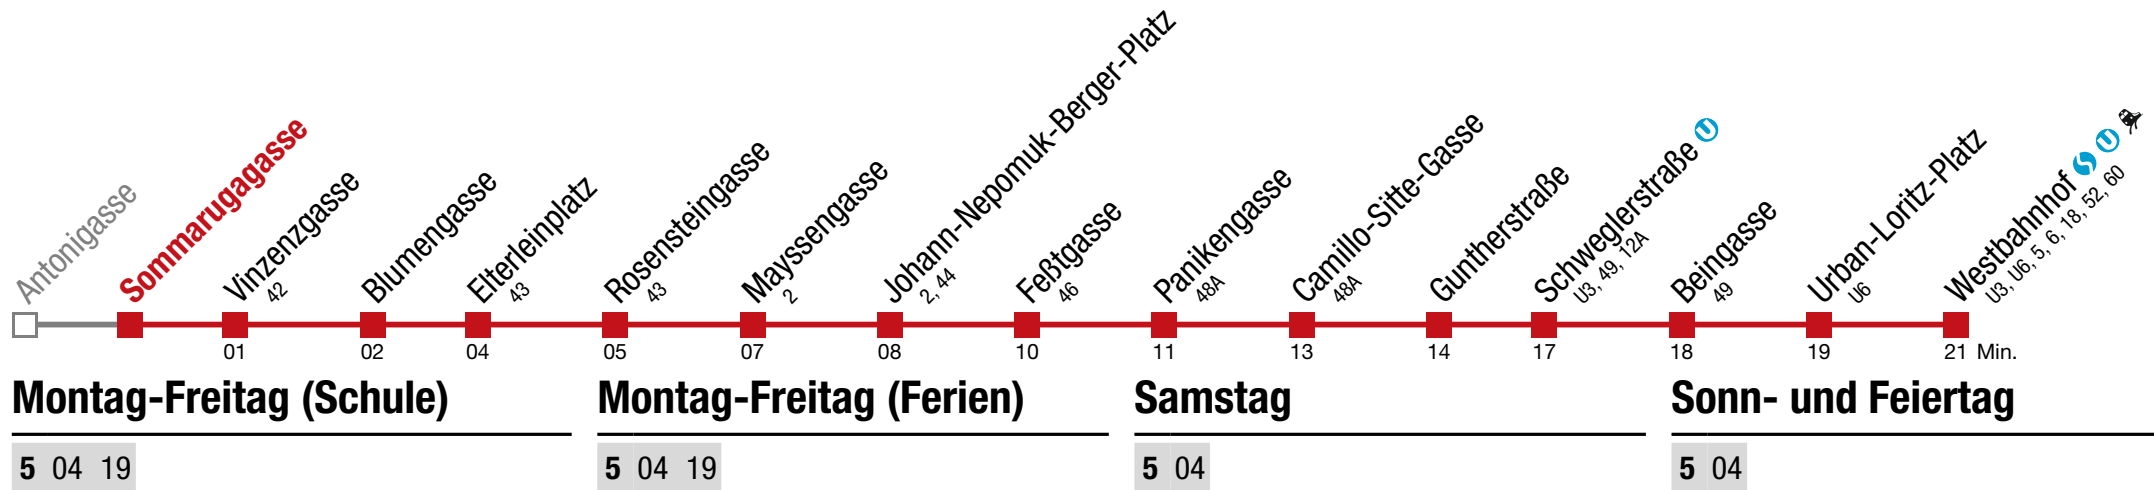 Antonigasse
Sommarugagasse
Vinzenzgasse
42
Blumengasse
Elterleinplatz
43
Rosensteingasse
43
Mayssengasse
2
Johann-Nepomuk-Berger-Platz
2, 44
Feßtgasse
46
Panikengasse
48A
Camillo-Sitte-Gasse
48A
Guntherstraße
Schweglerstraße U
U3, 49, 12A
Beingasse
49
Urban-Loritz-Platz
U6
Westbahnhof S U
U3, U6, 5, 6, 18, 52, 60
01 02 04 05 07 08 10 11 13 14 17 18 19 21 Min.
Montag-Freitag (Schule)
5 04 19
Montag-Freitag (Ferien)
5 04 19
Samstag
5 04
Sonn- und Feiertag
5 04